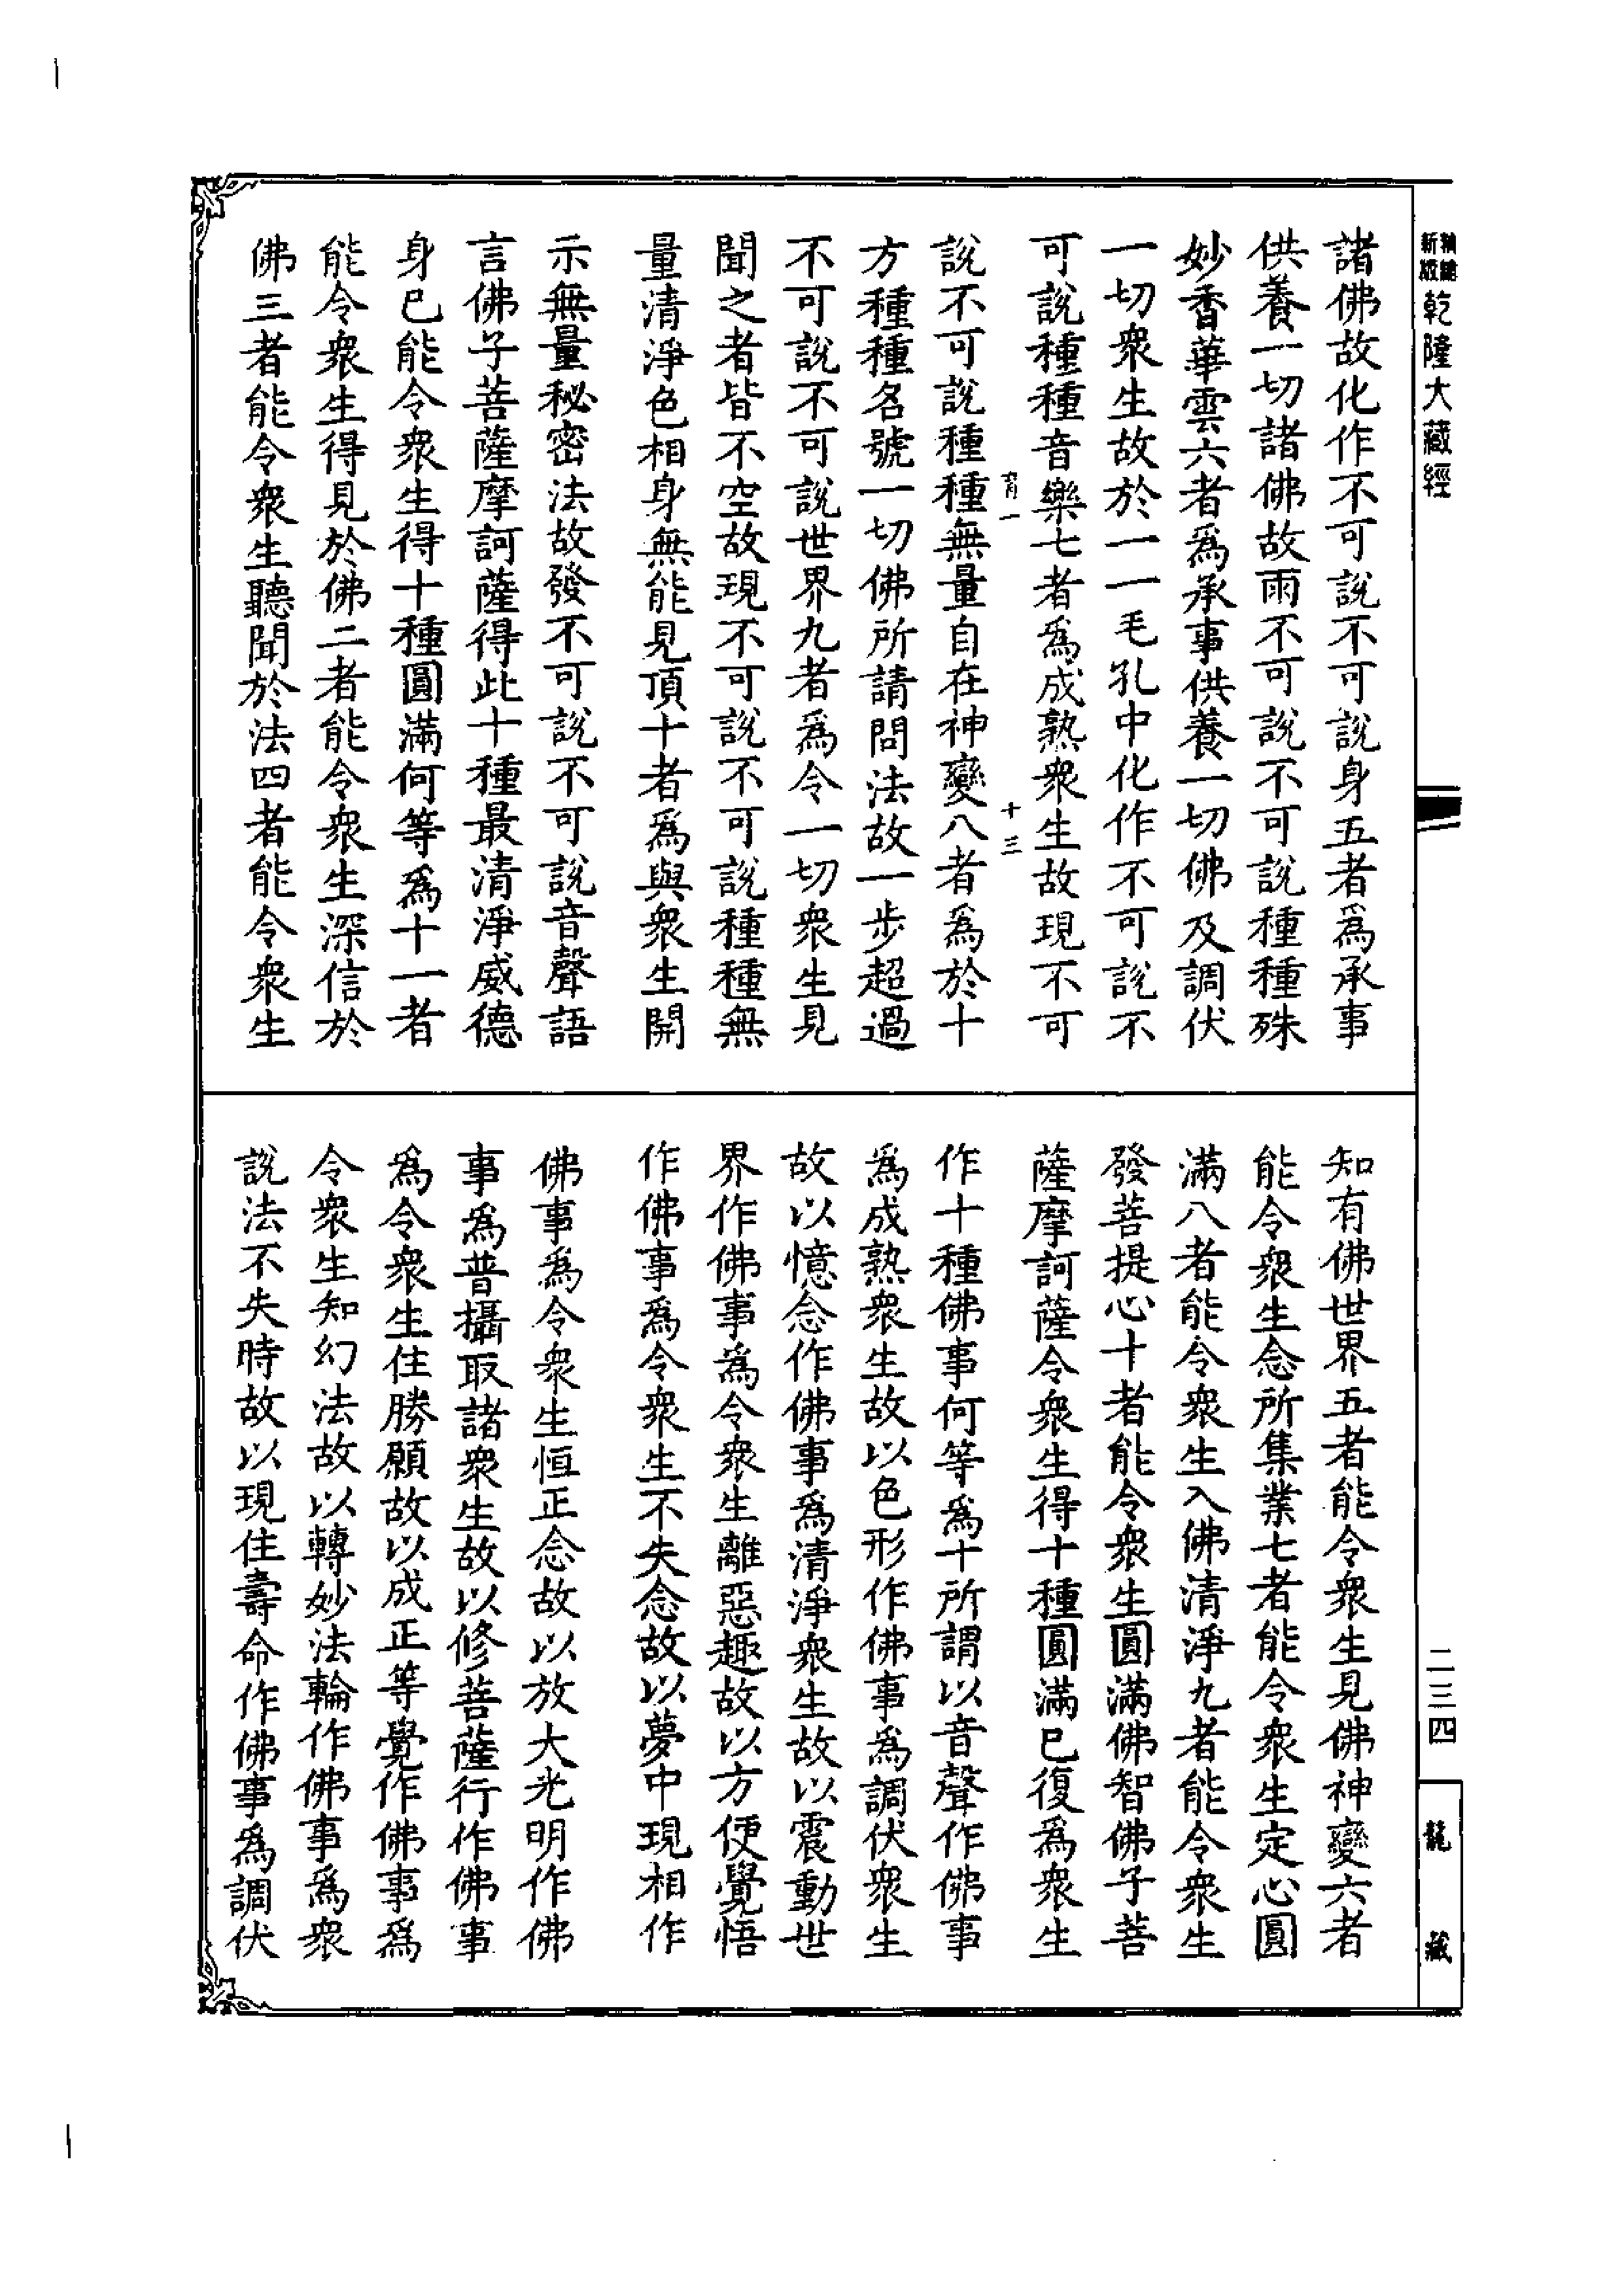 新版
精縮
乾隆大藏經
諸佛故化作不可說不可說身五者為承事
供養一切諸佛故雨不可說不可說種種殊
妙香華雲六者為承事供養一切佛及調伏
一切衆生故於一一毛孔中化作不可說不
可說種種音樂七者為成熟衆生故現不可
育一
十三
說不可說種種無量自在神變八者為於十
方種種名號一切佛所請問法故一步超過
不可說不可說世界九者為令一切衆生見
聞之者皆不空故現不可說不可說種種無
量清淨色相身無能見頂十者為與衆生開
示無量秘密法故發不可說不可說音聲語
言佛子菩薩摩訶薩得此十種最清淨威德
身已能令衆生得十種圓滿何等為十一者
能令衆生得見於佛二者能令衆生深信於
佛三者能令衆生聽聞於法四者能令衆生
知有佛世界五者能令衆生見佛神變六者
能令衆生念所集業七者能令衆生定心圓
滿八者能令衆生入佛清淨九者能令衆生
發菩提心十者能令衆生圓滿佛智佛子菩
薩摩訶薩令衆生得十種圓滿已復為衆生
作十種佛事何等為十所謂以音聲作佛事
為成熟衆生故以色形作佛事為調伏衆生
故以憶念作佛事為清淨衆生故以震動世
界作佛事為令衆生離惡趣故以方便覺悟
作佛事為令衆生不失念故以夢中現相作
佛事為令衆生恒正念故以放大光明作佛
事為普攝取諸衆生故以修菩薩行作佛事
為令衆生住勝願故以成正等覺作佛事為
令衆生知幻法故以轉妙法輪作佛事為衆
說法不失時故以現住壽命作佛事為調伏
二三四
龍藏